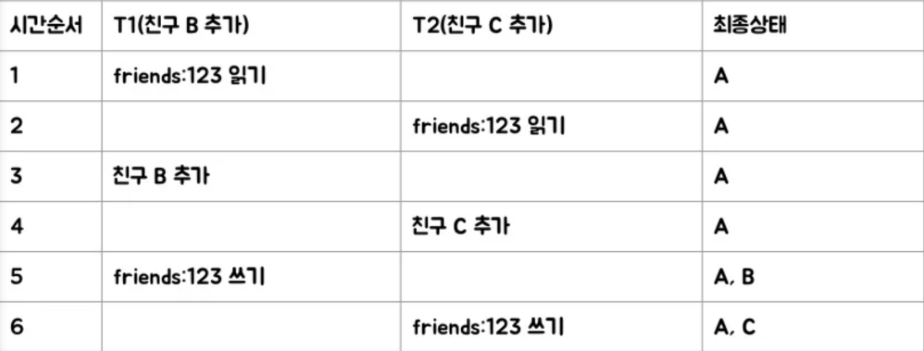 시간순서 T1(친구 B 추가) T2(친구 C 추가) 최종상태
1 friends:123 읽기 A
2 friends:123 읽기 A
3 친구 B 추가 A
4 친구 C 추가 A
5 friends:123 쓰기 A, B
6 friends:123 쓰기 A, C